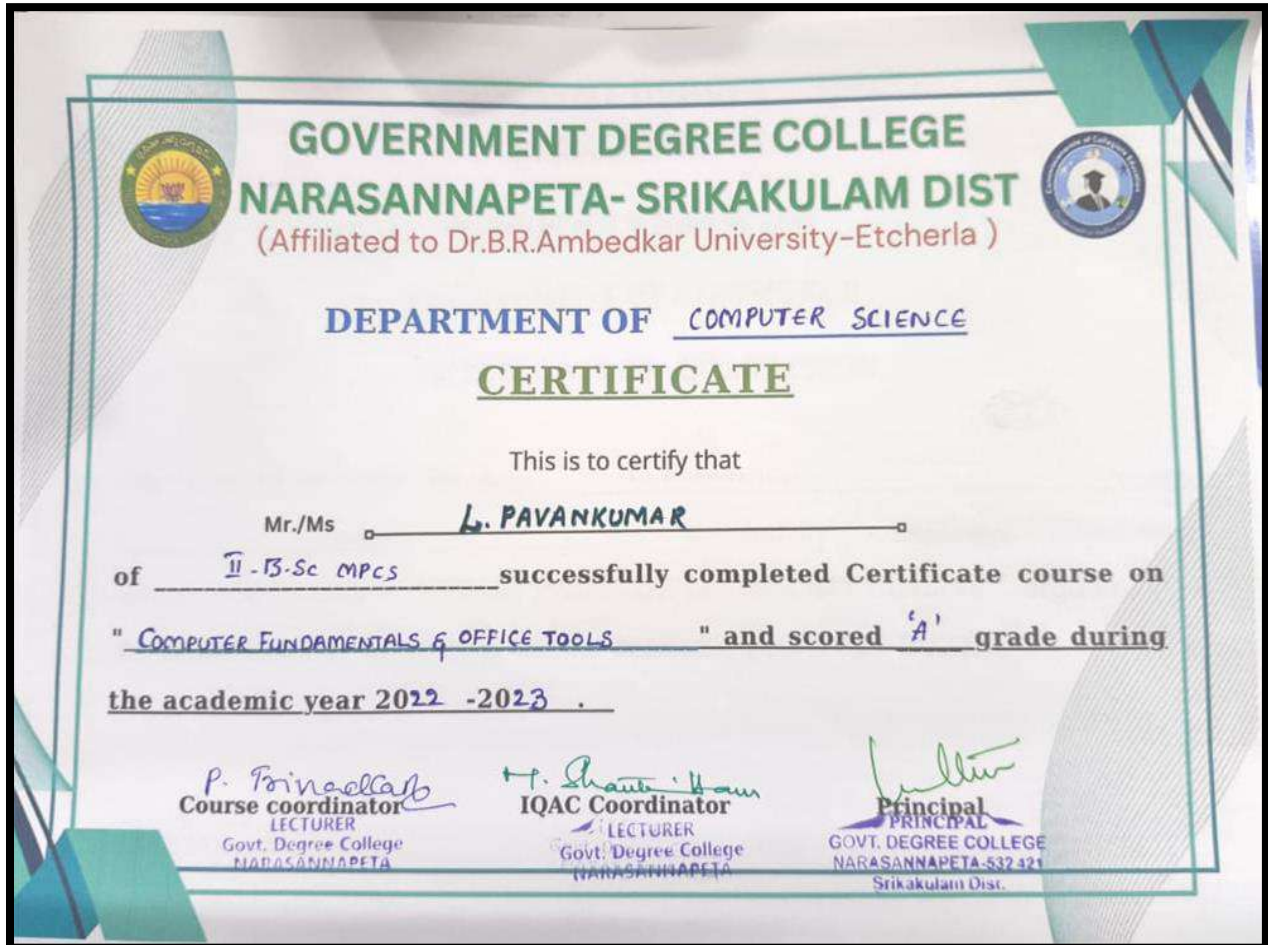 GOVERNMENT DEGREE COLLEGE
NARASANNAPETA- SRIKAKULAM DIST
(Affiliated to Dr.B.R.Ambedkar University-Etcherla )
DEPARTMENT OF COMPUTER SCIENCE
CERTIFICATE
This is to certify that
Mr./Ms L. PAVANKUMAR
of II - B.Sc MPCS successfully completed Certificate course on
" COMPUTER FUNDAMENTALS & OFFICE TOOLS " and scored 'A' grade during
the academic year 2022 -2023 .
Course coordinator
LECTURER
Govt. Degree College
NARASANNAPETA
IQAC Coordinator
LECTURER
Govt. Degree College
NARASANNAPETA
Principal
PRINCIPAL
GOVT. DEGREE COLLEGE
NARASANNAPETA-532 421
Srikakulam Dist.